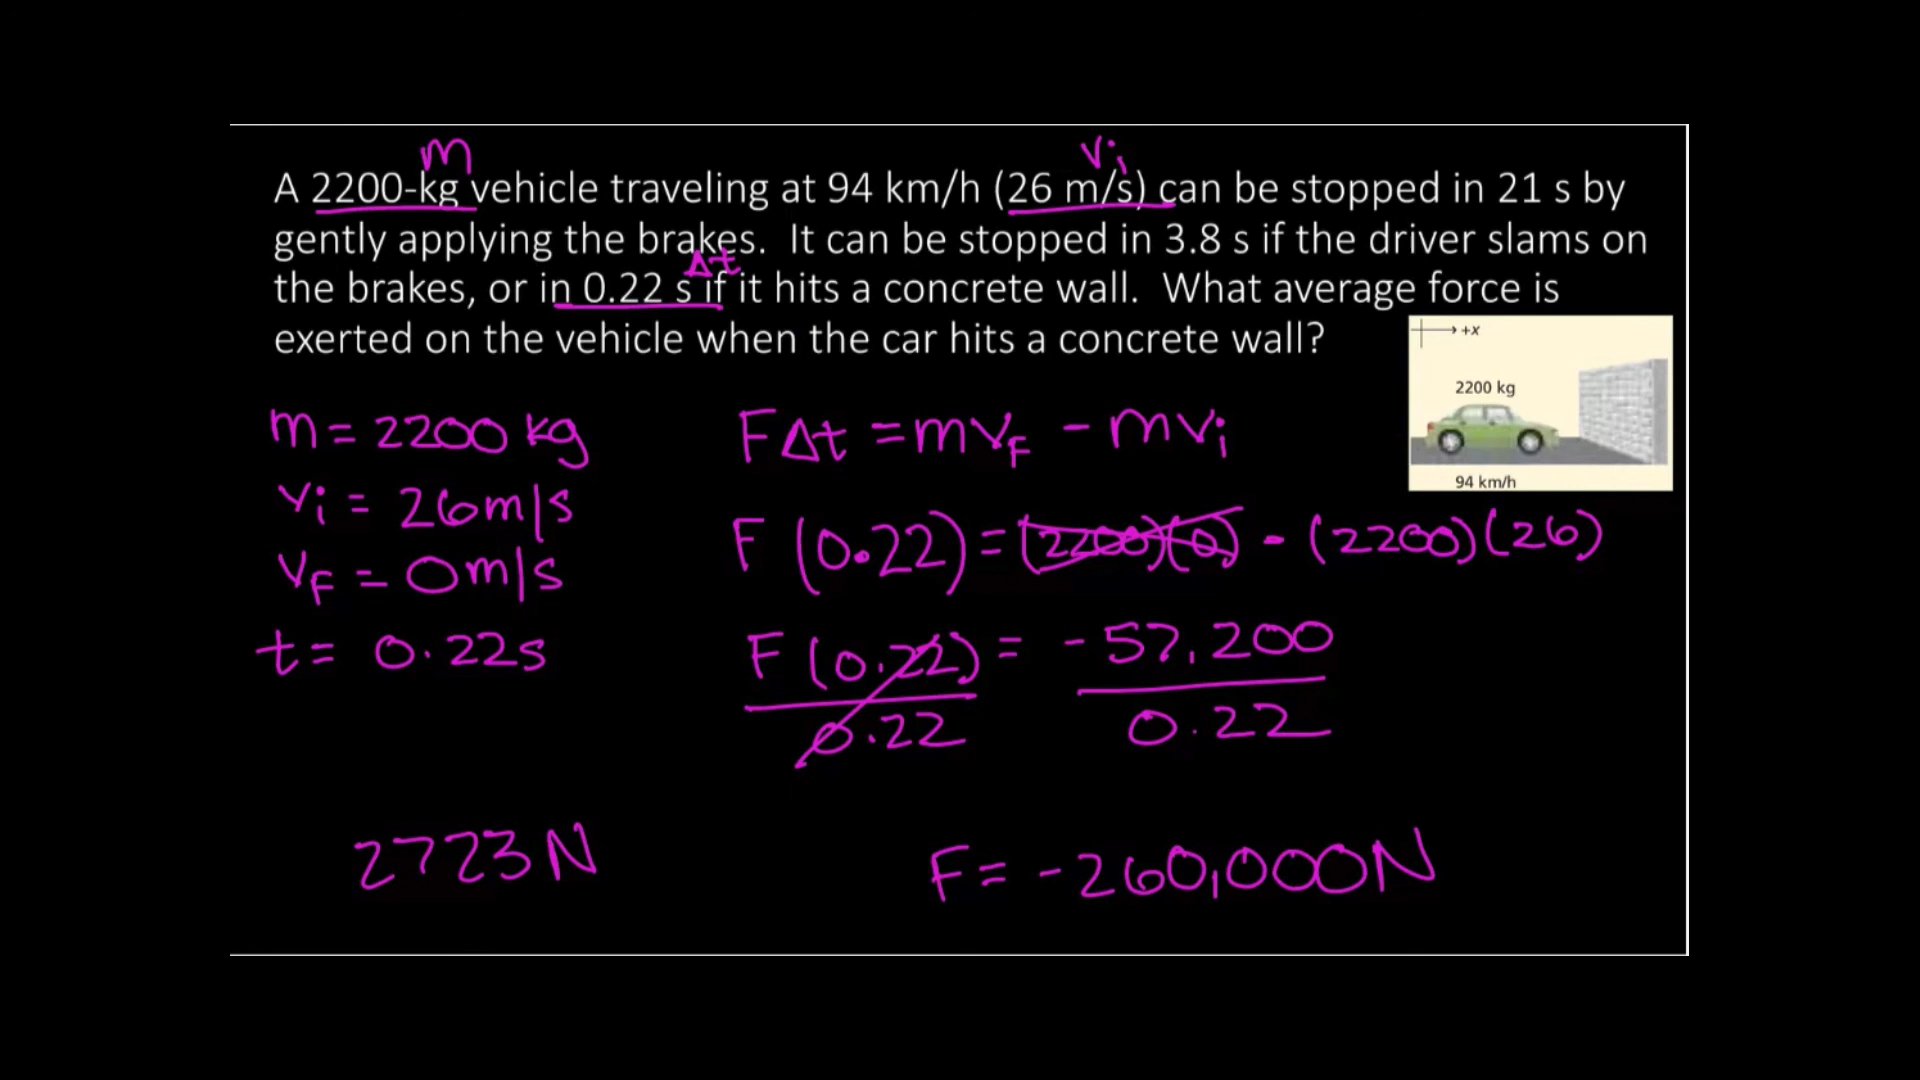 m
vi
A 2200-kg vehicle traveling at 94 km/h (26 m/s) can be stopped in 21 s by
gently applying the brakes.  It can be stopped in 3.8 s if the driver slams on
Δt
the brakes, or in 0.22 s if it hits a concrete wall.  What average force is
exerted on the vehicle when the car hits a concrete wall?
+x
2200 kg
94 km/h
m = 2200 kg
vi = 26m/s
vF = 0m/s
t = 0.22s
FΔt = mvF - mvi
F (0.22) = (2200)(0) - (2200)(26)
F (0.22) = -57,200
0.22 0.22
2723 N
F = -260,000N